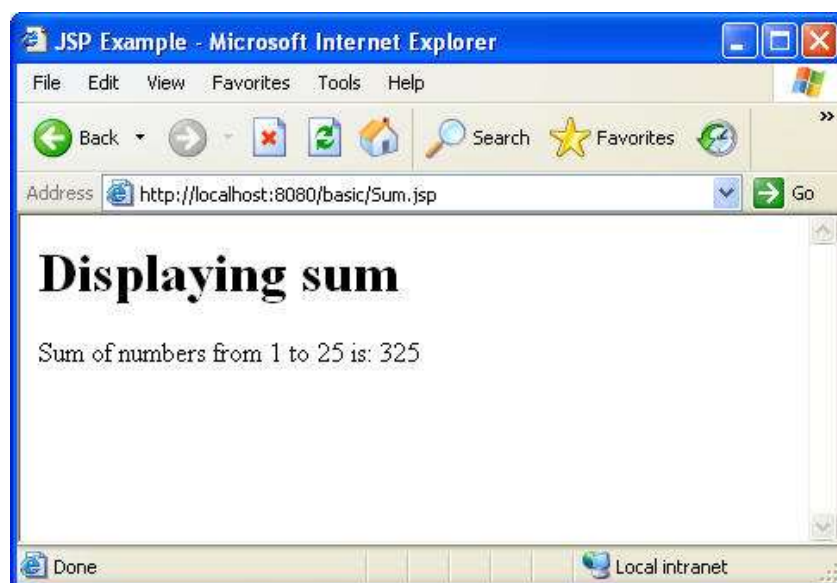 JSP Example - Microsoft Internet Explorer
File Edit View Favorites Tools Help
Back Search Favorites »
Address http://localhost:8080/basic/Sum.jsp Go
Displaying sum
Sum of numbers from 1 to 25 is: 325
Done Local intranet